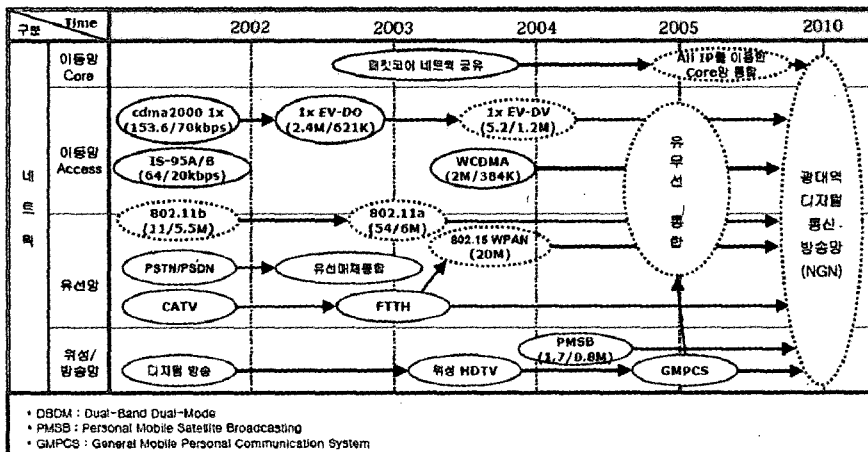 구분 Time 2002 2003 2004 2005 2010
네트워크
이동망
Core
패킷코어 네트웍 공유
All IP를 이용한
Core망 통합
이동망
Access
cdma2000 1x
(153.6/70kbps)
1x EV-DO
(2.4M/621K)
1x EV-DV
(5.2/1.2M)
IS-95A/B
(64/20kbps)
WCDMA
(2M/384K)
유무선 통합
광대역
디지털
통신
방송망
(NGN)
유선망
802.11b
(11/5.5M)
802.11a
(54/6M)
802.15 WPAN
(20M)
PSTN/PSDN
유선매체통합
CATV
FTTH
위성/
방송망
디지털 방송
위성 HDTV
PMSB
(1.7/0.8M)
GMPCS
• DBDM : Dual-Band Dual-Mode
• PMSB : Personal Mobile Satellite Broadcasting
• GMPCS : General Mobile Personal Communication System